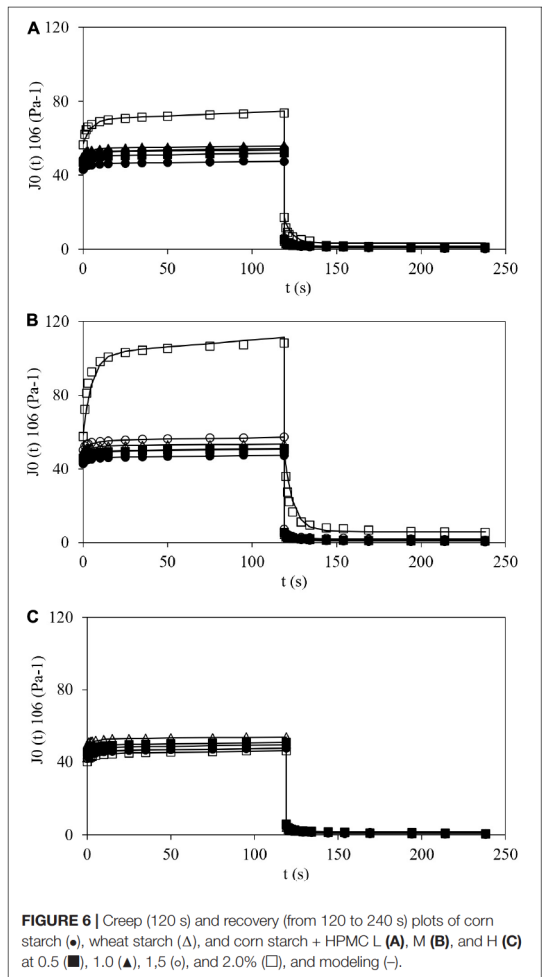 A
120
80
40
0
J0 (t) 106 (Pa-1)
0 50 100 150 200 250
t (s)
B
120
80
40
0
J0 (t) 106 (Pa-1)
0 50 100 150 200 250
t (s)
C
120
80
40
0
J0 (t) 106 (Pa-1)
0 50 100 150 200 250
t (s)
FIGURE 6 | Creep (120 s) and recovery (from 120 to 240 s) plots of corn
starch (●), wheat starch (Δ), and corn starch + HPMC L (A), M (B), and H (C)
at 0.5 (■), 1.0 (▲), 1,5 (○), and 2.0% (□), and modeling (–).